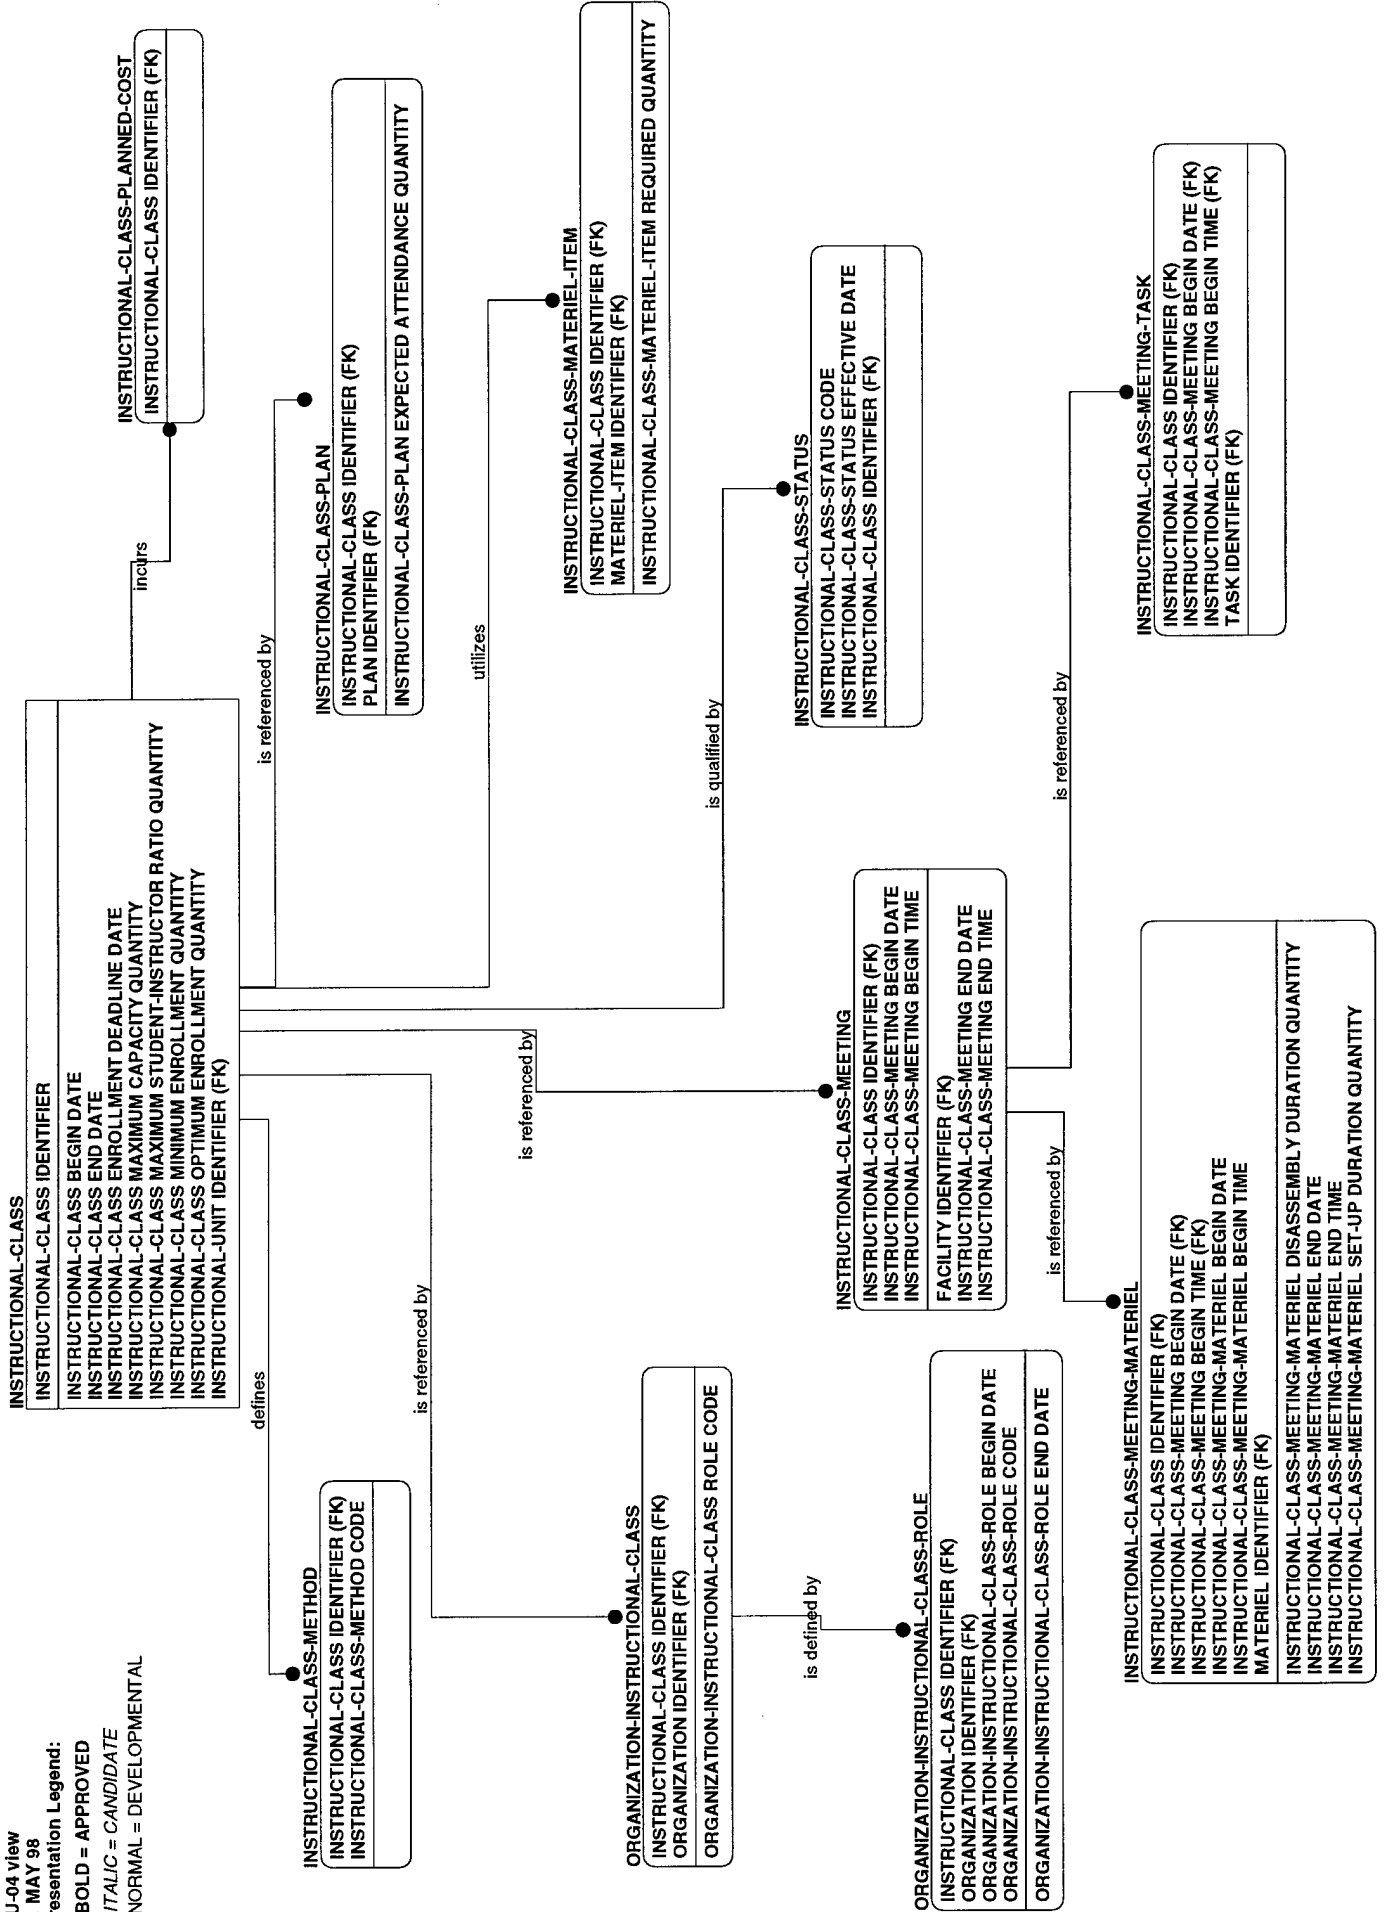 U-04 view
MAY 98
esentation Legend:
BOLD = APPROVED
ITALIC = CANDIDATE
NORMAL = DEVELOPMENTAL
INSTRUCTIONAL-CLASS
INSTRUCTIONAL-CLASS IDENTIFIER
INSTRUCTIONAL-CLASS BEGIN DATE
INSTRUCTIONAL-CLASS END DATE
INSTRUCTIONAL-CLASS ENROLLMENT DEADLINE DATE
INSTRUCTIONAL-CLASS MAXIMUM CAPACITY QUANTITY
INSTRUCTIONAL-CLASS MAXIMUM STUDENT-INSTRUCTOR RATIO QUANTITY
INSTRUCTIONAL-CLASS MINIMUM ENROLLMENT QUANTITY
INSTRUCTIONAL-CLASS OPTIMUM ENROLLMENT QUANTITY
INSTRUCTIONAL-UNIT IDENTIFIER (FK)
incurs
INSTRUCTIONAL-CLASS-PLANNED-COST
INSTRUCTIONAL-CLASS IDENTIFIER (FK)
is referenced by
INSTRUCTIONAL-CLASS-PLAN
INSTRUCTIONAL-CLASS IDENTIFIER (FK)
PLAN IDENTIFIER (FK)
INSTRUCTIONAL-CLASS-PLAN EXPECTED ATTENDANCE QUANTITY
defines
INSTRUCTIONAL-CLASS-METHOD
INSTRUCTIONAL-CLASS IDENTIFIER (FK)
INSTRUCTIONAL-CLASS-METHOD CODE
is referenced by
utilizes
INSTRUCTIONAL-CLASS-MATERIEL-ITEM
INSTRUCTIONAL-CLASS IDENTIFIER (FK)
MATERIEL-ITEM IDENTIFIER (FK)
INSTRUCTIONAL-CLASS-MATERIEL-ITEM REQUIRED QUANTITY
is referenced by
ORGANIZATION-INSTRUCTIONAL-CLASS
INSTRUCTIONAL-CLASS IDENTIFIER (FK)
ORGANIZATION IDENTIFIER (FK)
ORGANIZATION-INSTRUCTIONAL-CLASS ROLE CODE
is qualified by
INSTRUCTIONAL-CLASS-STATUS
INSTRUCTIONAL-CLASS-STATUS CODE
INSTRUCTIONAL-CLASS-STATUS EFFECTIVE DATE
INSTRUCTIONAL-CLASS IDENTIFIER (FK)
is defined by
INSTRUCTIONAL-CLASS-MEETING
INSTRUCTIONAL-CLASS IDENTIFIER (FK)
INSTRUCTIONAL-CLASS-MEETING BEGIN DATE
INSTRUCTIONAL-CLASS-MEETING BEGIN TIME
FACILITY IDENTIFIER (FK)
INSTRUCTIONAL-CLASS-MEETING END DATE
INSTRUCTIONAL-CLASS-MEETING END TIME
ORGANIZATION-INSTRUCTIONAL-CLASS-ROLE
INSTRUCTIONAL-CLASS IDENTIFIER (FK)
ORGANIZATION IDENTIFIER (FK)
ORGANIZATION-INSTRUCTIONAL-CLASS-ROLE BEGIN DATE
ORGANIZATION-INSTRUCTIONAL-CLASS-ROLE CODE
ORGANIZATION-INSTRUCTIONAL-CLASS-ROLE END DATE
is referenced by
is referenced by
INSTRUCTIONAL-CLASS-MEETING-MATERIEL
INSTRUCTIONAL-CLASS IDENTIFIER (FK)
INSTRUCTIONAL-CLASS-MEETING BEGIN DATE (FK)
INSTRUCTIONAL-CLASS-MEETING BEGIN TIME (FK)
INSTRUCTIONAL-CLASS-MEETING-MATERIEL BEGIN DATE
INSTRUCTIONAL-CLASS-MEETING-MATERIEL BEGIN TIME
MATERIEL IDENTIFIER (FK)
INSTRUCTIONAL-CLASS-MEETING-MATERIEL DISASSEMBLY DURATION QUANTITY
INSTRUCTIONAL-CLASS-MEETING-MATERIEL END DATE
INSTRUCTIONAL-CLASS-MEETING-MATERIEL END TIME
INSTRUCTIONAL-CLASS-MEETING-MATERIEL SET-UP DURATION QUANTITY
INSTRUCTIONAL-CLASS-MEETING-TASK
INSTRUCTIONAL-CLASS IDENTIFIER (FK)
INSTRUCTIONAL-CLASS-MEETING BEGIN DATE (FK)
INSTRUCTIONAL-CLASS-MEETING BEGIN TIME (FK)
TASK IDENTIFIER (FK)